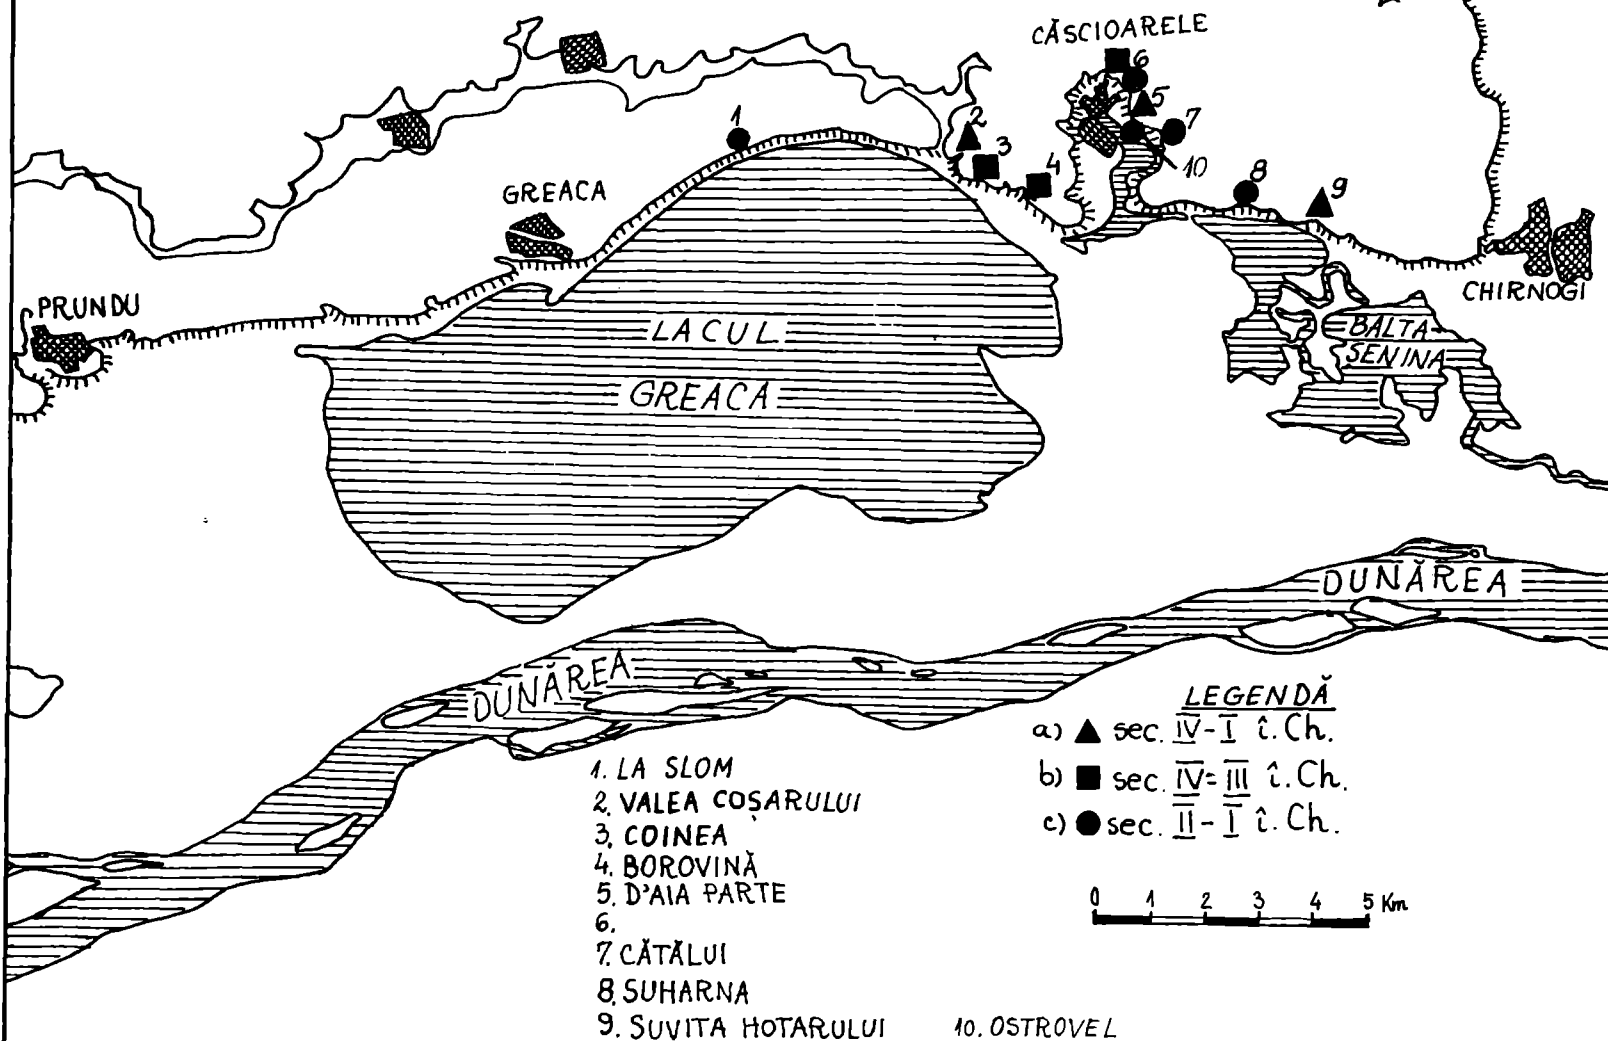 CĂSCIOARELE
6
5
1
2
7
3
4
10
8
9
GREACA
PRUNDU
CHIRNOGI
LACUL
GREACA
BALTA
SENINA
DUNĂREA
DUNĂREA
LEGENDĂ
a) ▲ sec. IV-I î.Ch.
b) ■ sec. IV=III î.Ch.
c) ● sec. II-I î.Ch.
1. LA SLOM
2. VALEA COȘARULUI
3. COINEA
4. BOROVINĂ
5. D'AIA PARTE
6.
7. CĂTĂLUI
8. SUHARNA
9. SUVITA HOTARULUI 10. OSTROVEL
0 1 2 3 4 5 Km